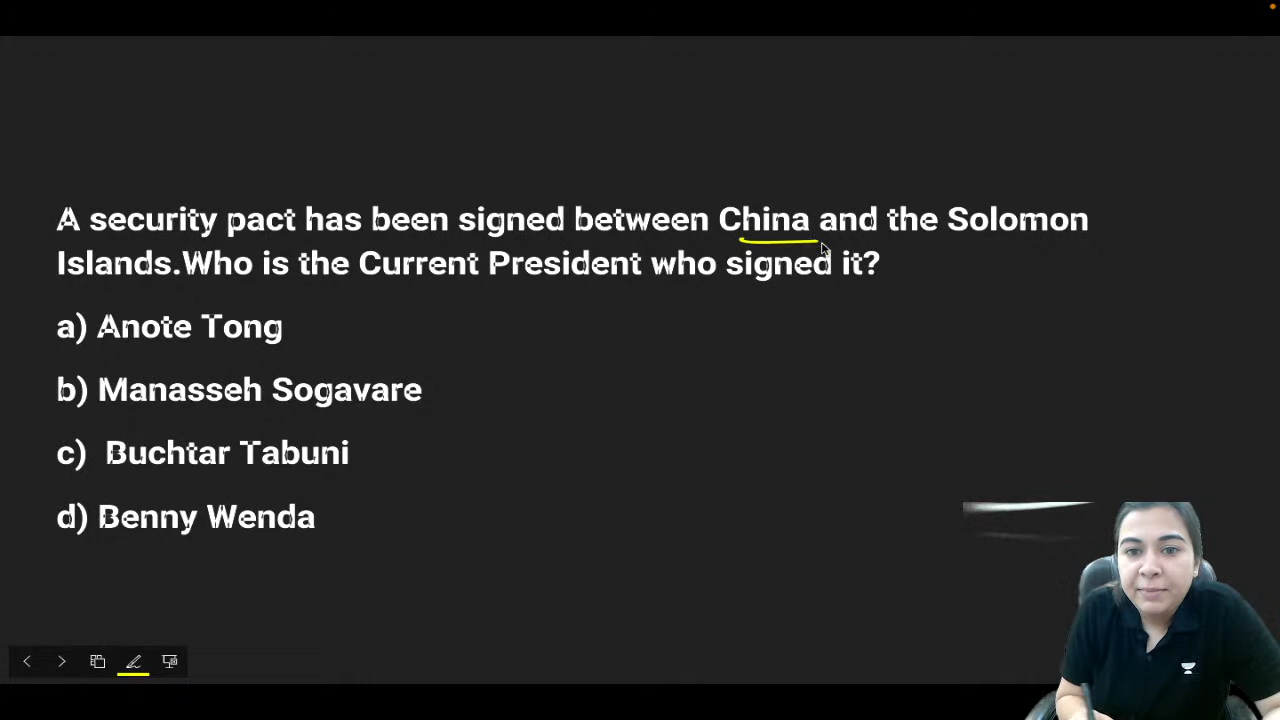 A security pact has been signed between China and the Solomon
Islands.Who is the Current President who signed it?
a) Anote Tong
b) Manasseh Sogavare
c) Buchtar Tabuni
d) Benny Wenda